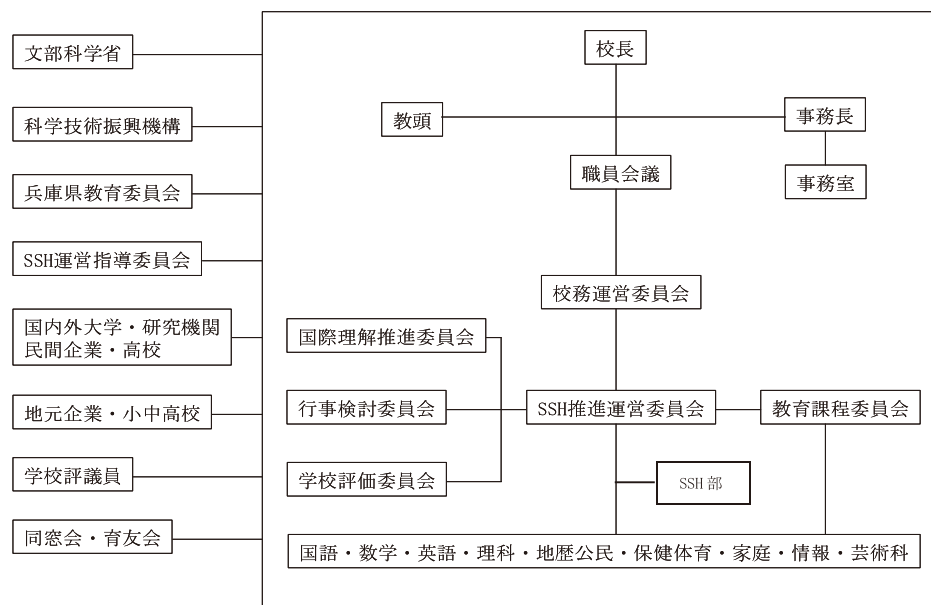 文部科学省
科学技術振興機構
兵庫県教育委員会
SSH運営指導委員会
国内外大学・研究機関
民間企業・高校
地元企業・小中高校
学校評議員
同窓会・育友会
校長
教頭
事務長
職員会議
事務室
校務運営委員会
国際理解推進委員会
行事検討委員会
SSH推進運営委員会
教育課程委員会
学校評価委員会
SSH部
国語・数学・英語・理科・地歴公民・保健体育・家庭・情報・芸術科